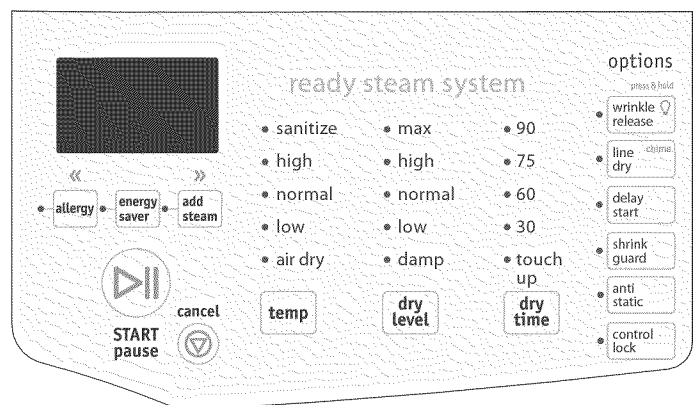 ready steam system
allergy
energy
saver
add
steam
START
pause
cancel
sanitize
high
normal
low
air dry
temp
max
high
normal
low
damp
dry
level
90
75
60
30
touch
up
dry
time
options
press & hold
wrinkle
release
line
dry
chime
delay
start
shrink
guard
anti
static
control
lock